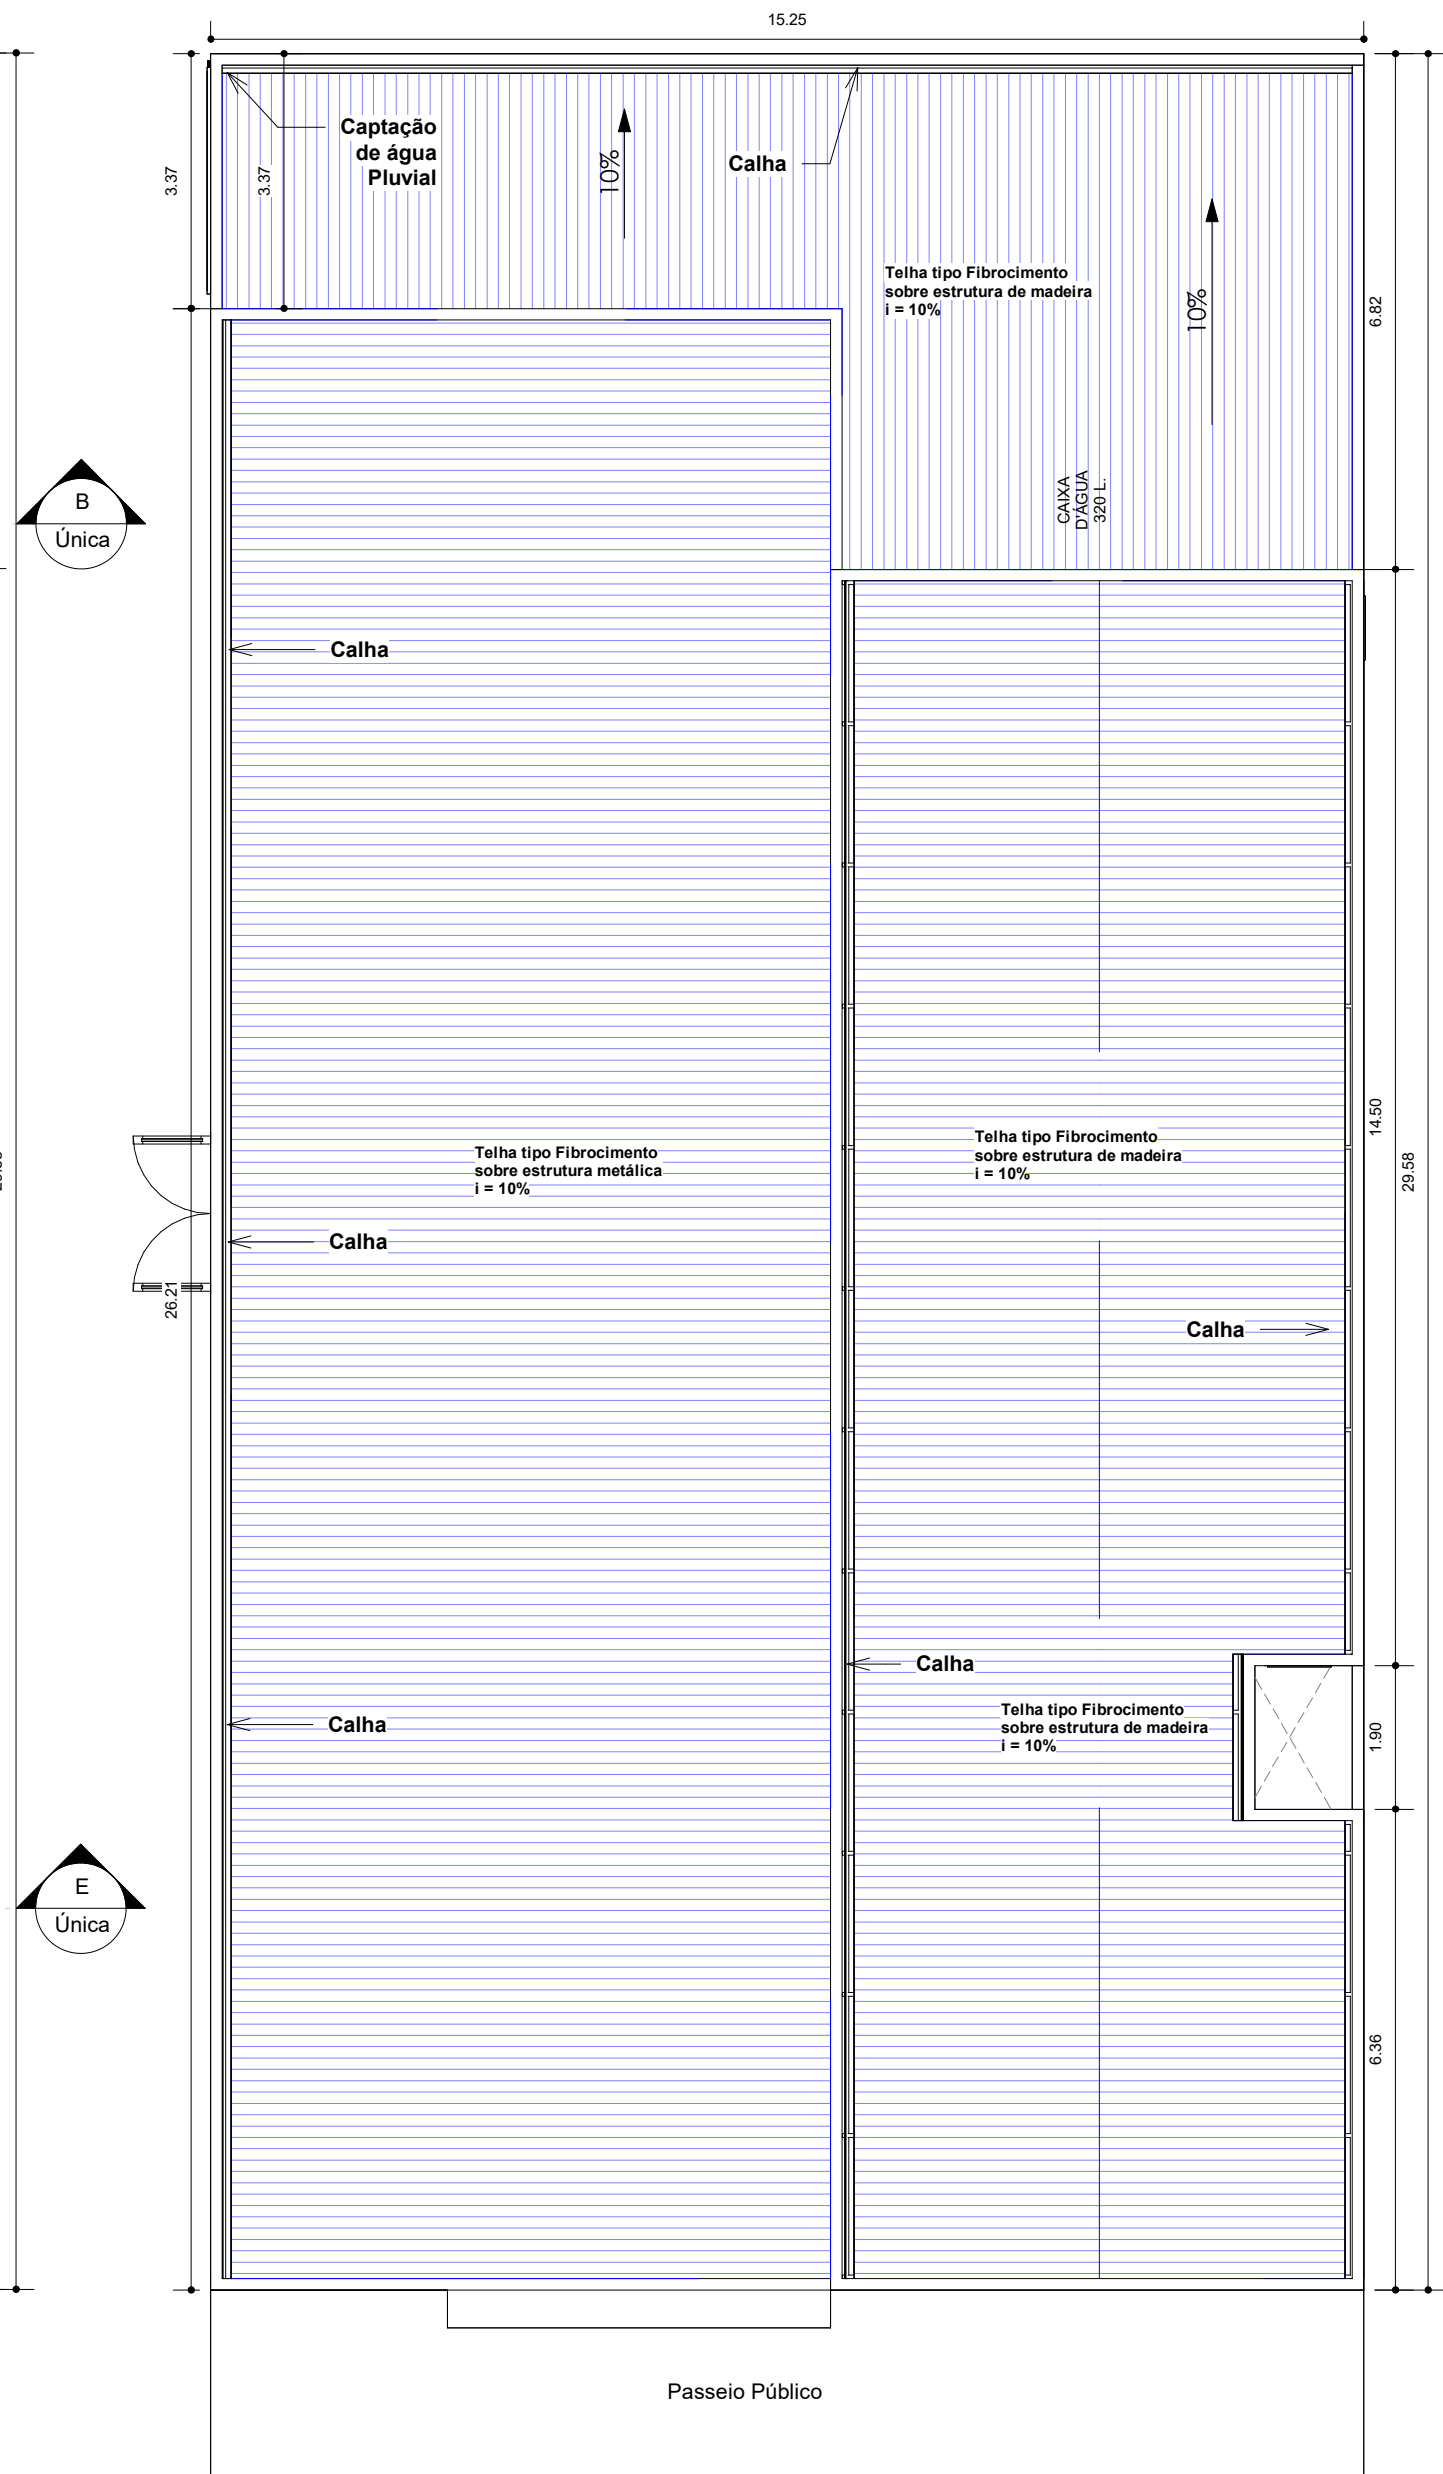 15.25
Captação
de água
Pluvial
10%
Calha
3.37
3.37
Telha tipo Fibrocimento
sobre estrutura de madeira
i = 10%
10%
6.82
CAIXA
D'ÁGUA
320 L.
B
Única
Calha
14.50
29.58
Telha tipo Fibrocimento
sobre estrutura metálica
i = 10%
Telha tipo Fibrocimento
sobre estrutura de madeira
i = 10%
Calha
26.21
Calha
Calha
Calha
Telha tipo Fibrocimento
sobre estrutura de madeira
i = 10%
1.90
E
Única
6.36
Passeio Público